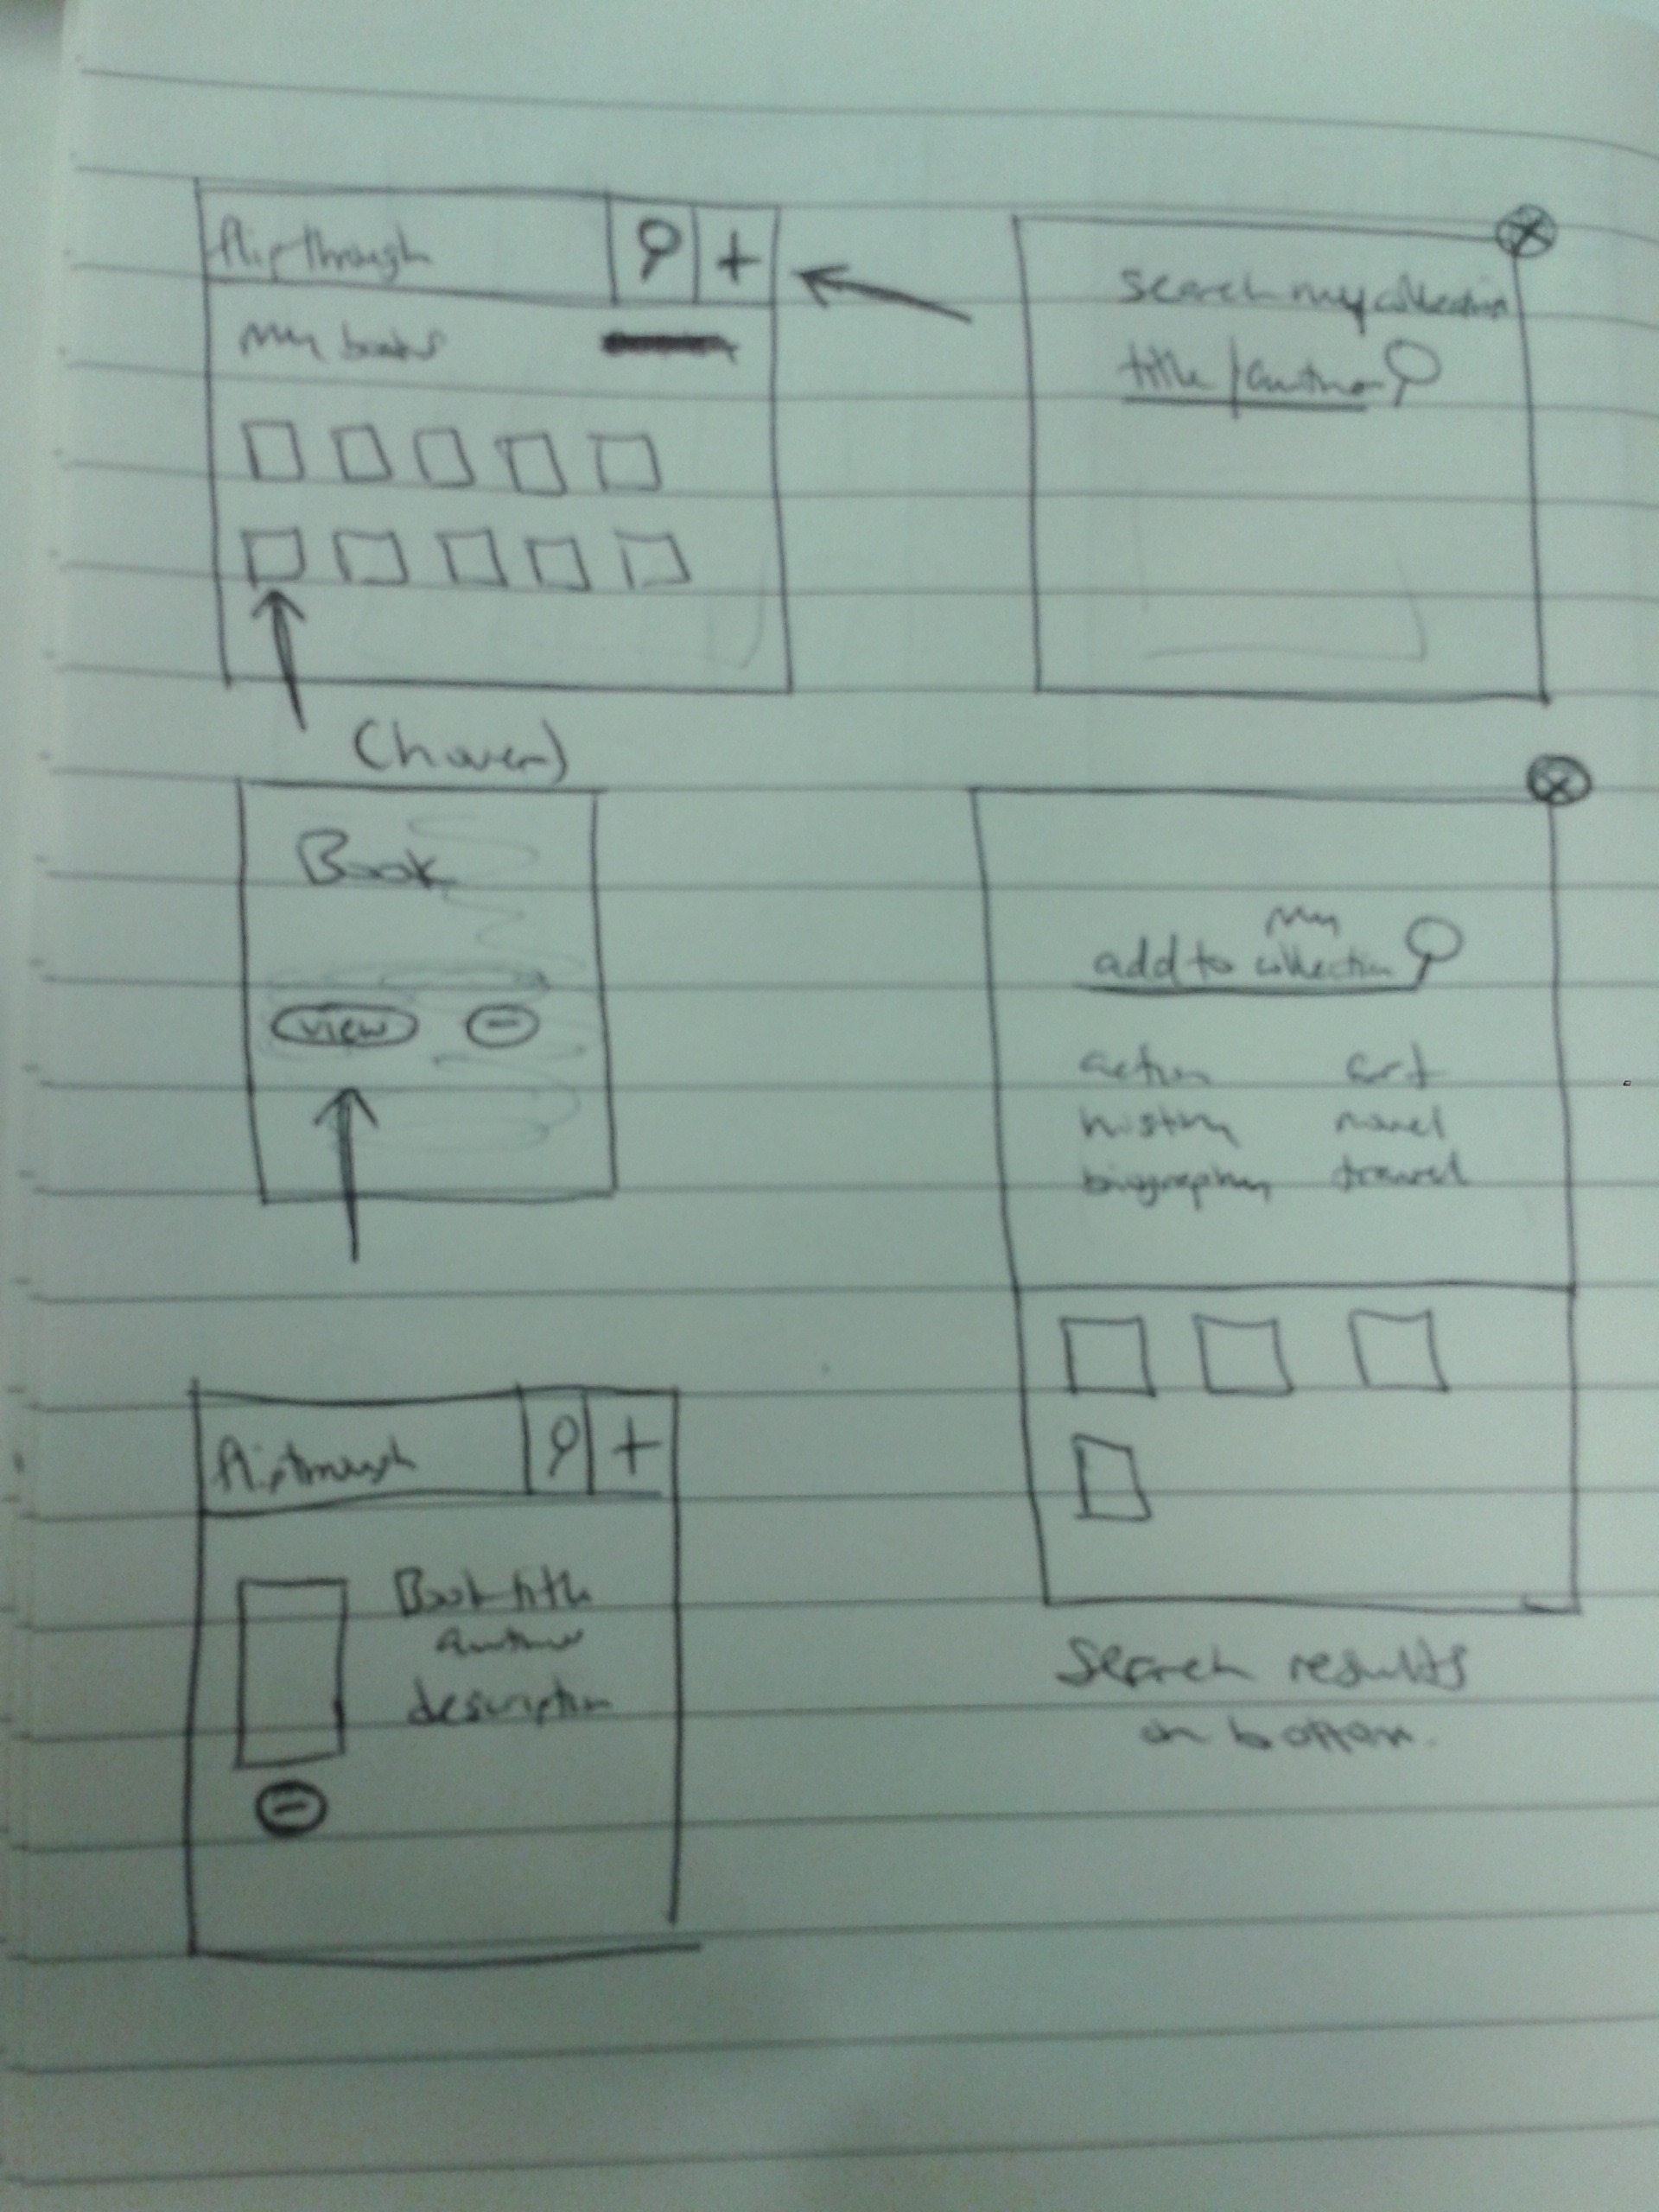 flipthrough
+
my books
search my collection
title / author
(hover)
Book
view
-
my
add to collection
action art
history novel
biography travel
flipthrough
+
Book title
author
description
-
Search results
on bottom.